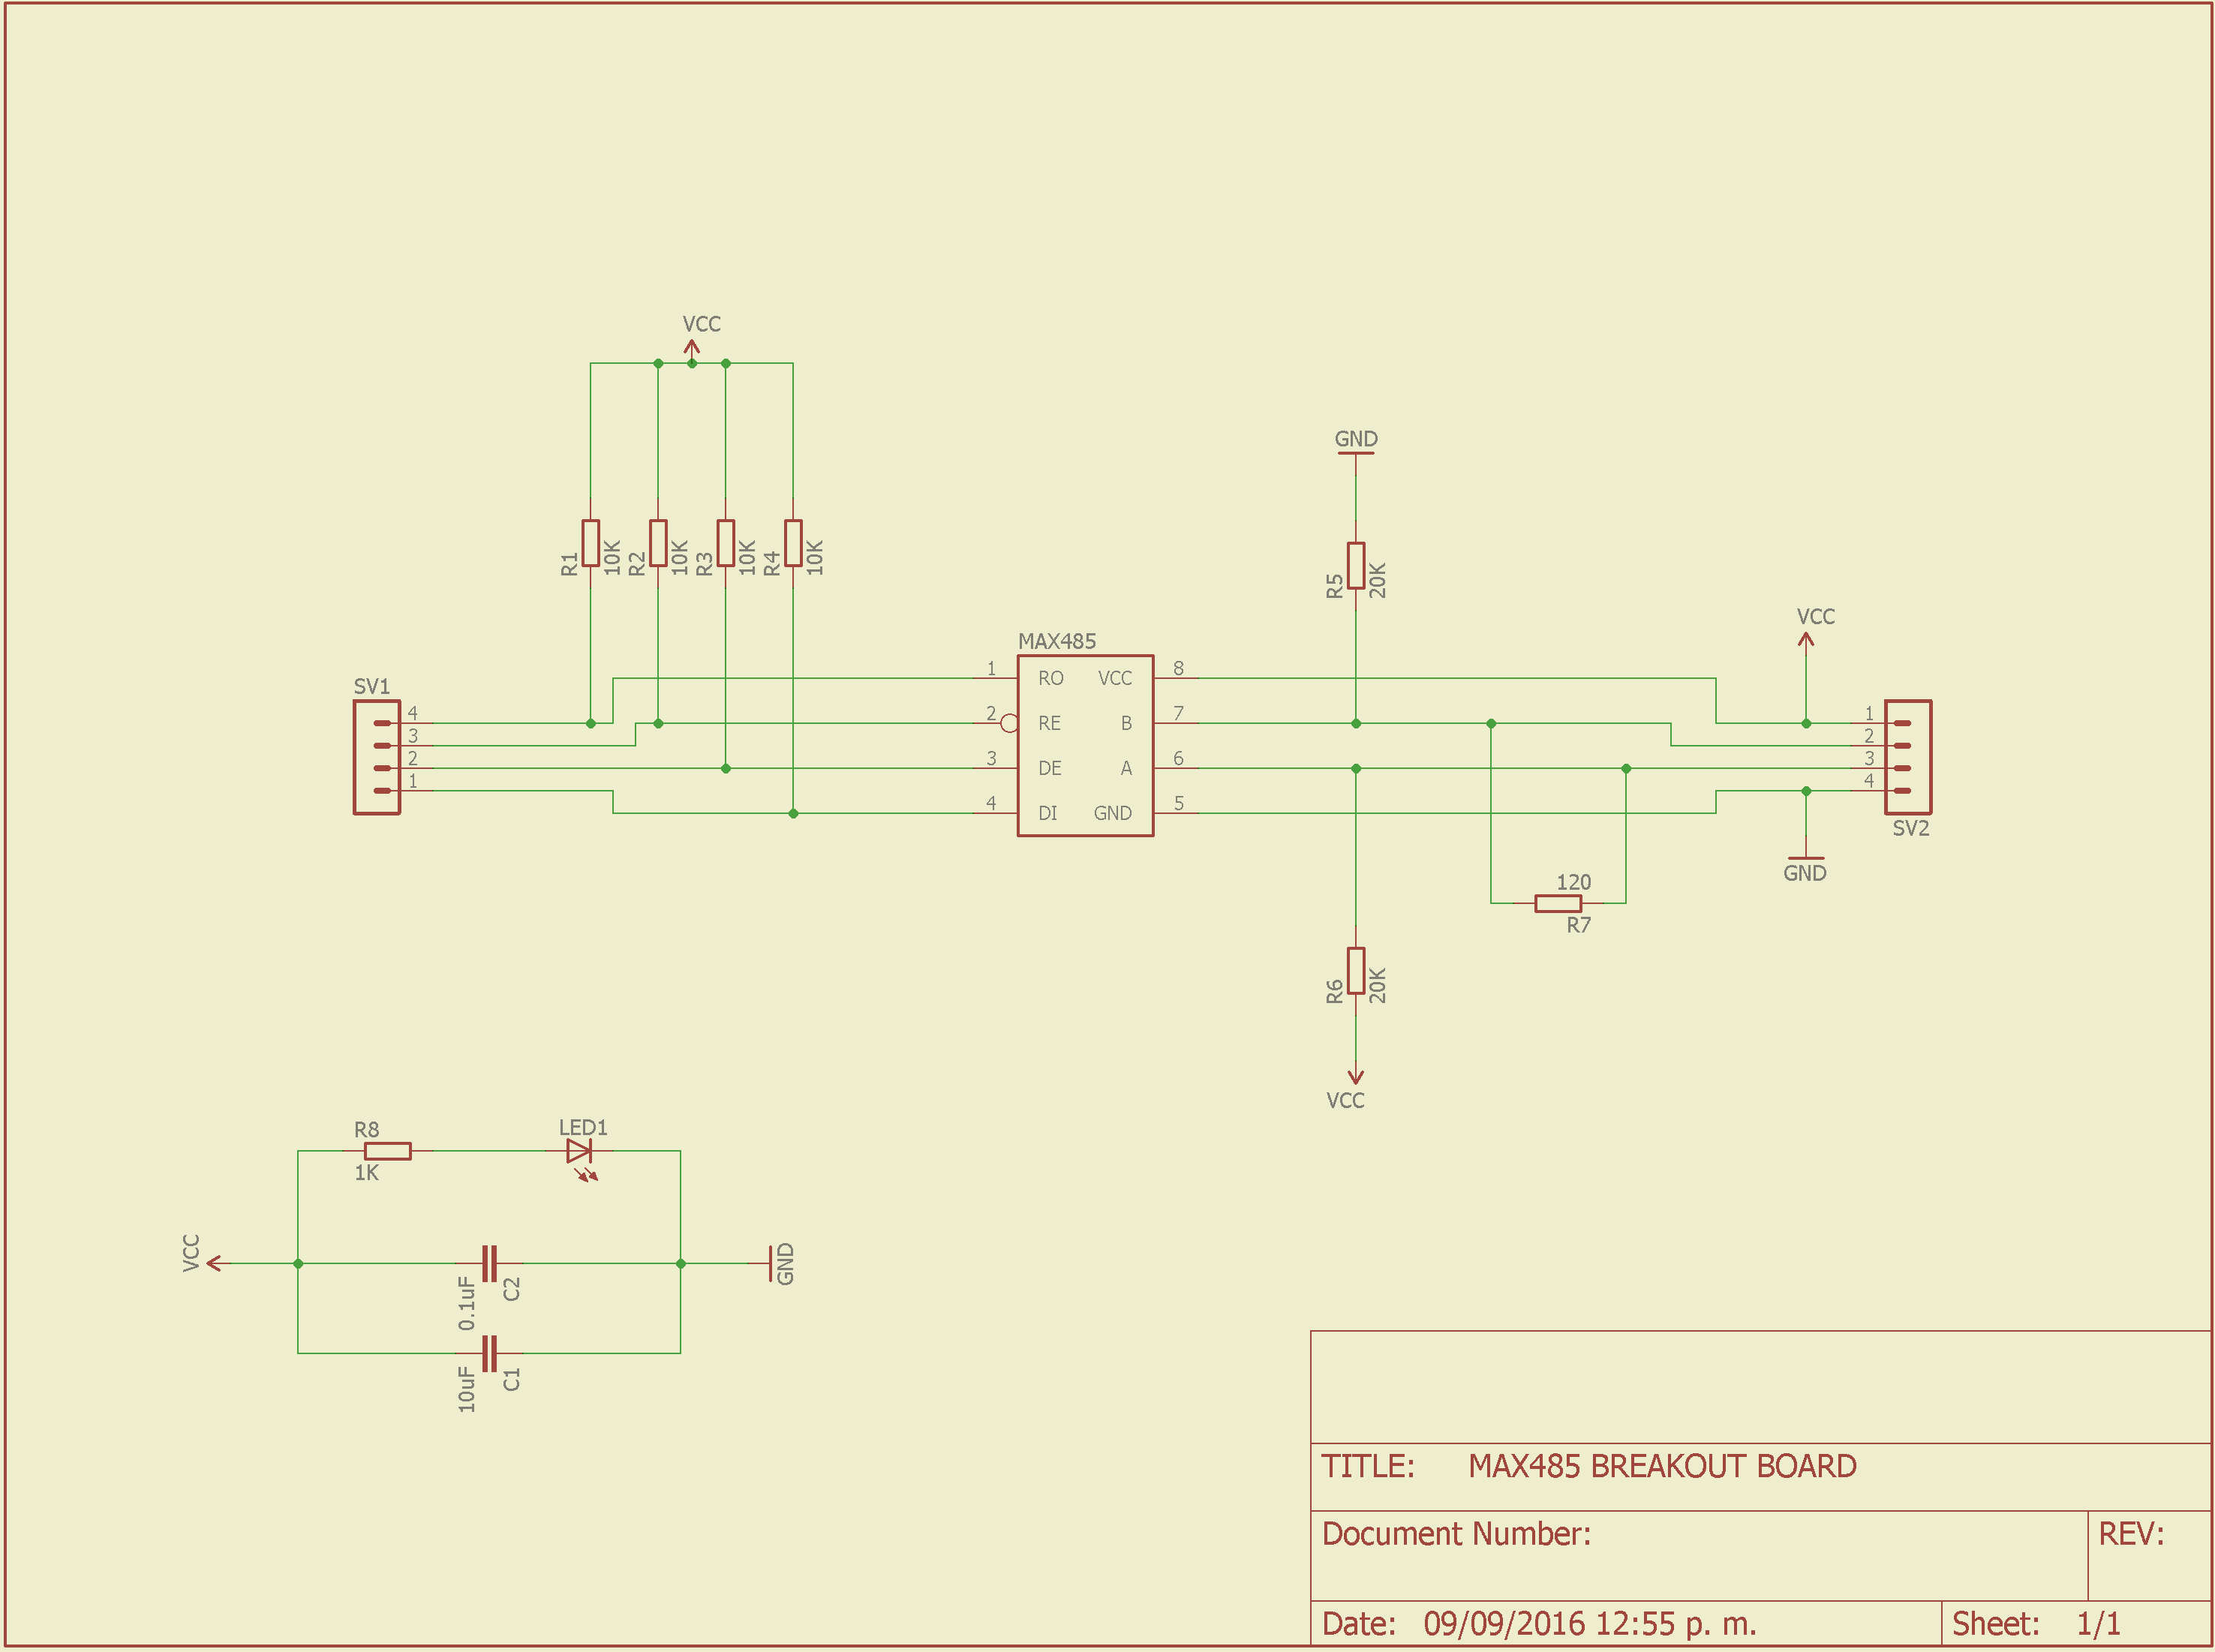 VCC
R1
10K
R2
10K
R3
10K
R4
10K
GND
R5
20K
VCC
MAX485
SV1
4
3
2
1
1 RO VCC 8
2 RE B 7
3 DE A 6
4 DI GND 5
1
2
3
4
SV2
GND
120
R7
R6
20K
VCC
R8
1K
LED1
VCC
GND
0.1uF
C2
10uF
C1
TITLE: MAX485 BREAKOUT BOARD
Document Number:
REV:
Date: 09/09/2016 12:55 p. m.
Sheet: 1/1